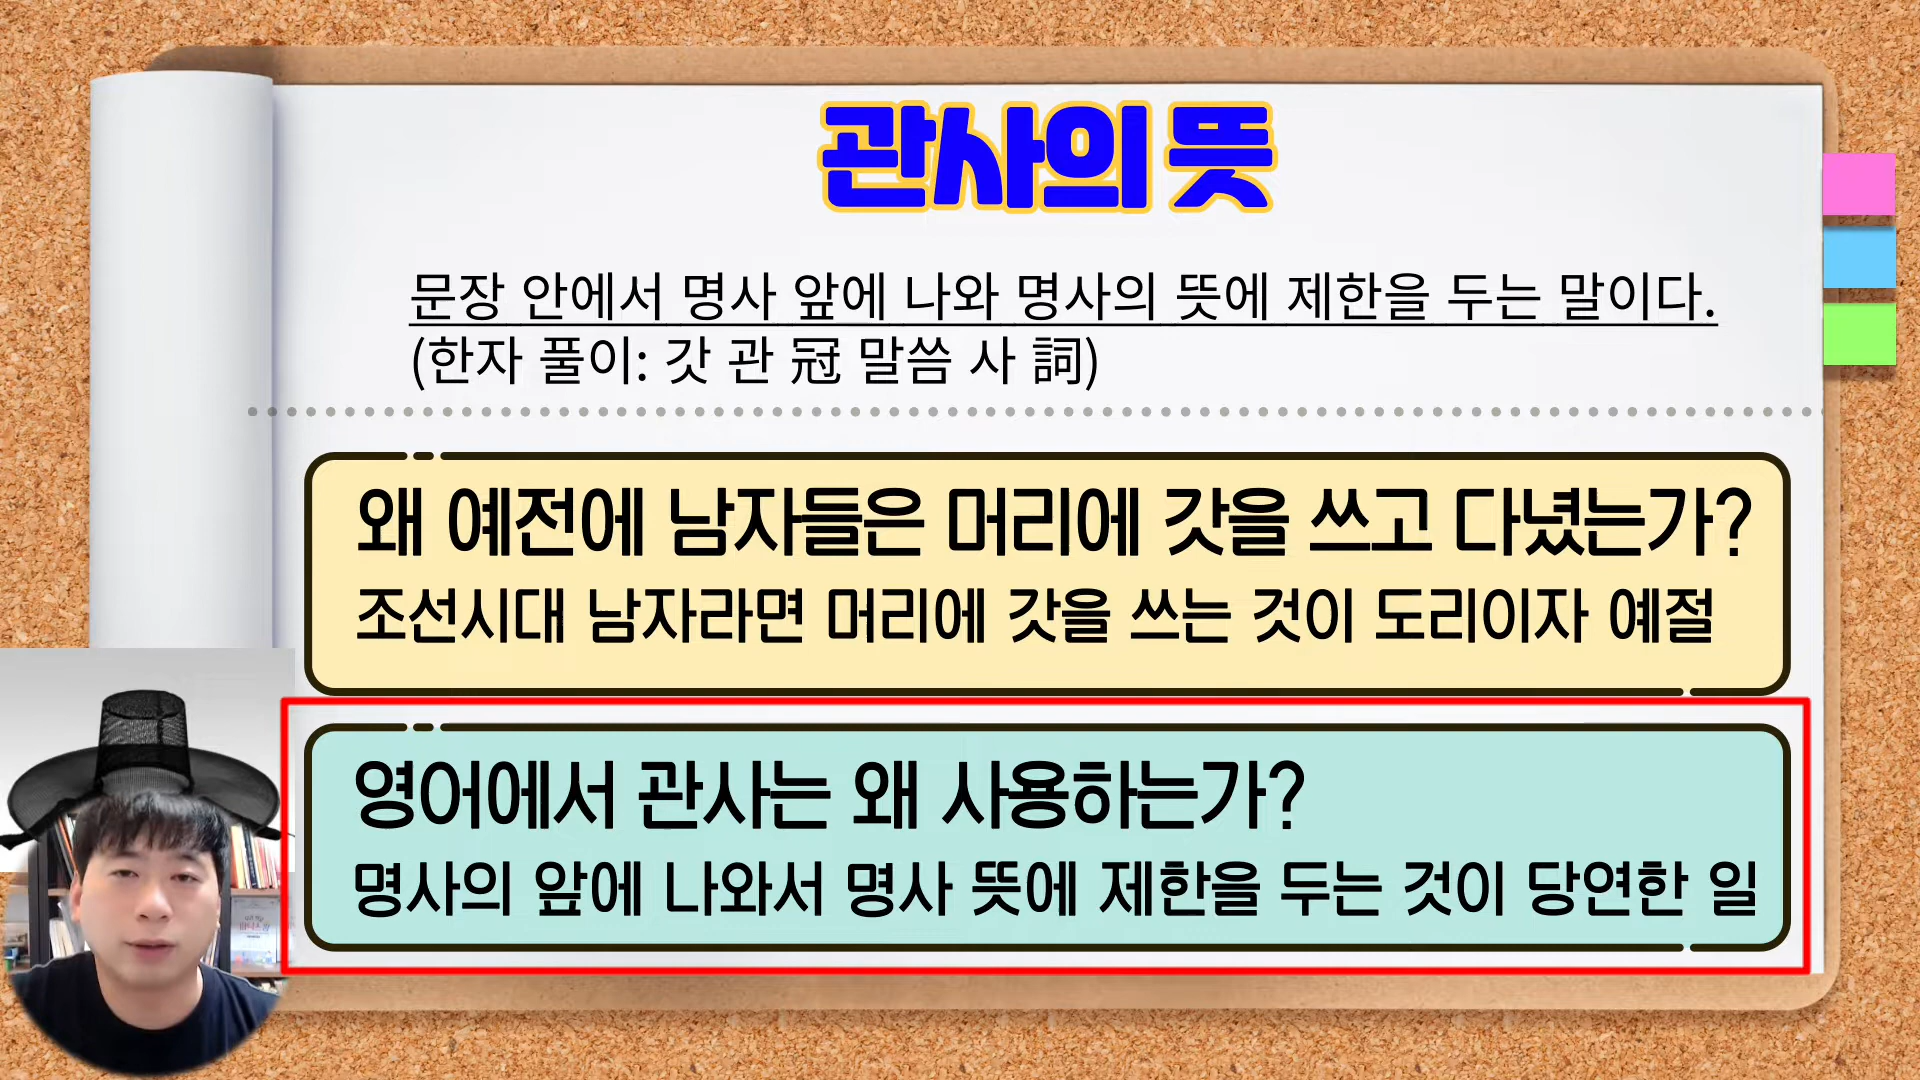 관사의 뜻
문장 안에서 명사 앞에 나와 명사의 뜻에 제한을 두는 말이다.
(한자 풀이: 갓 관 冠 말씀 사 詞)
왜 예전에 남자들은 머리에 갓을 쓰고 다녔는가?
조선시대 남자라면 머리에 갓을 쓰는 것이 도리이자 예절
영어에서 관사는 왜 사용하는가?
명사의 앞에 나와서 명사 뜻에 제한을 두는 것이 당연한 일